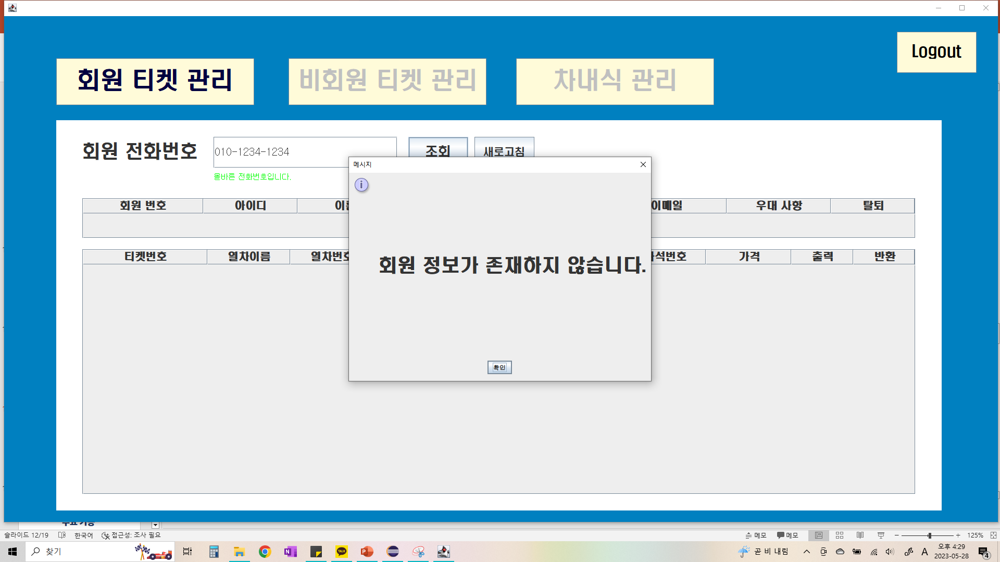 Logout
회원 티켓 관리
비회원 티켓 관리
차내식 관리
회원 전화번호
010-1234-1234
조회
새로고침
올바른 전화번호입니다.
메시지
회원 번호
아이디
이메일
우대 사항
탈퇴
티켓번호
열차이름
열차번호
좌석번호
가격
출력
반환
회원 정보가 존재하지 않습니다.
확인
슬라이드 12/19
한국어
접근성: 조사 필요
메모
메모
125%
찾기
TALK
곧 비 내림
A
오후 4:29
2023-05-28
4